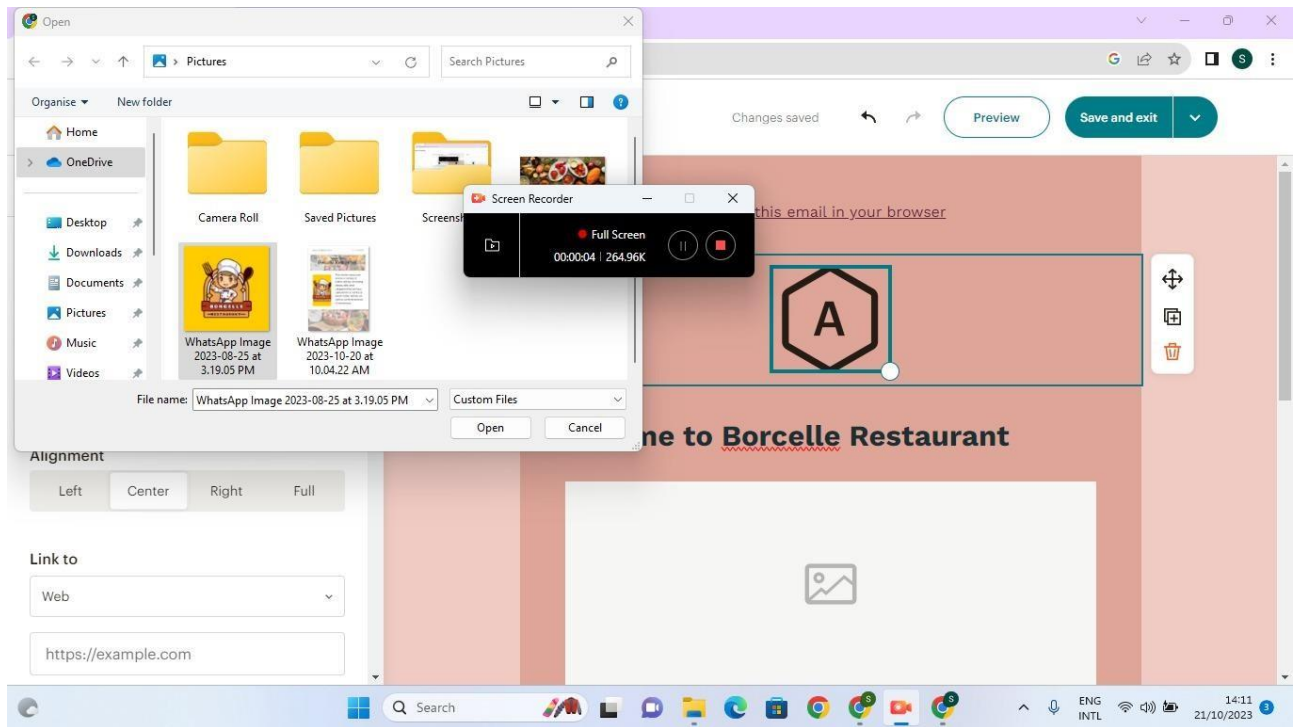 Open
Pictures
Search Pictures
Organise
New folder
Home
OneDrive
Desktop
Downloads
Documents
Pictures
Music
Videos
Camera Roll
Saved Pictures
BORCELLE
WhatsApp Image
2023-08-25 at
3.19.05 PM
WhatsApp Image
2023-10-20 at
10.04.22 AM
File name:
WhatsApp Image 2023-08-25 at 3.19.05 PM
Custom Files
Open
Cancel
Screen Recorder
Full Screen
00:00:04 | 264.96K
G
S
Changes saved
Preview
Save and exit
this email in your browser
A
to Borcelle Restaurant
Alignment
Left
Center
Right
Full
Link to
Web
https://example.com
Search
S
S
ENG
INTL
14:11
21/10/2023
3